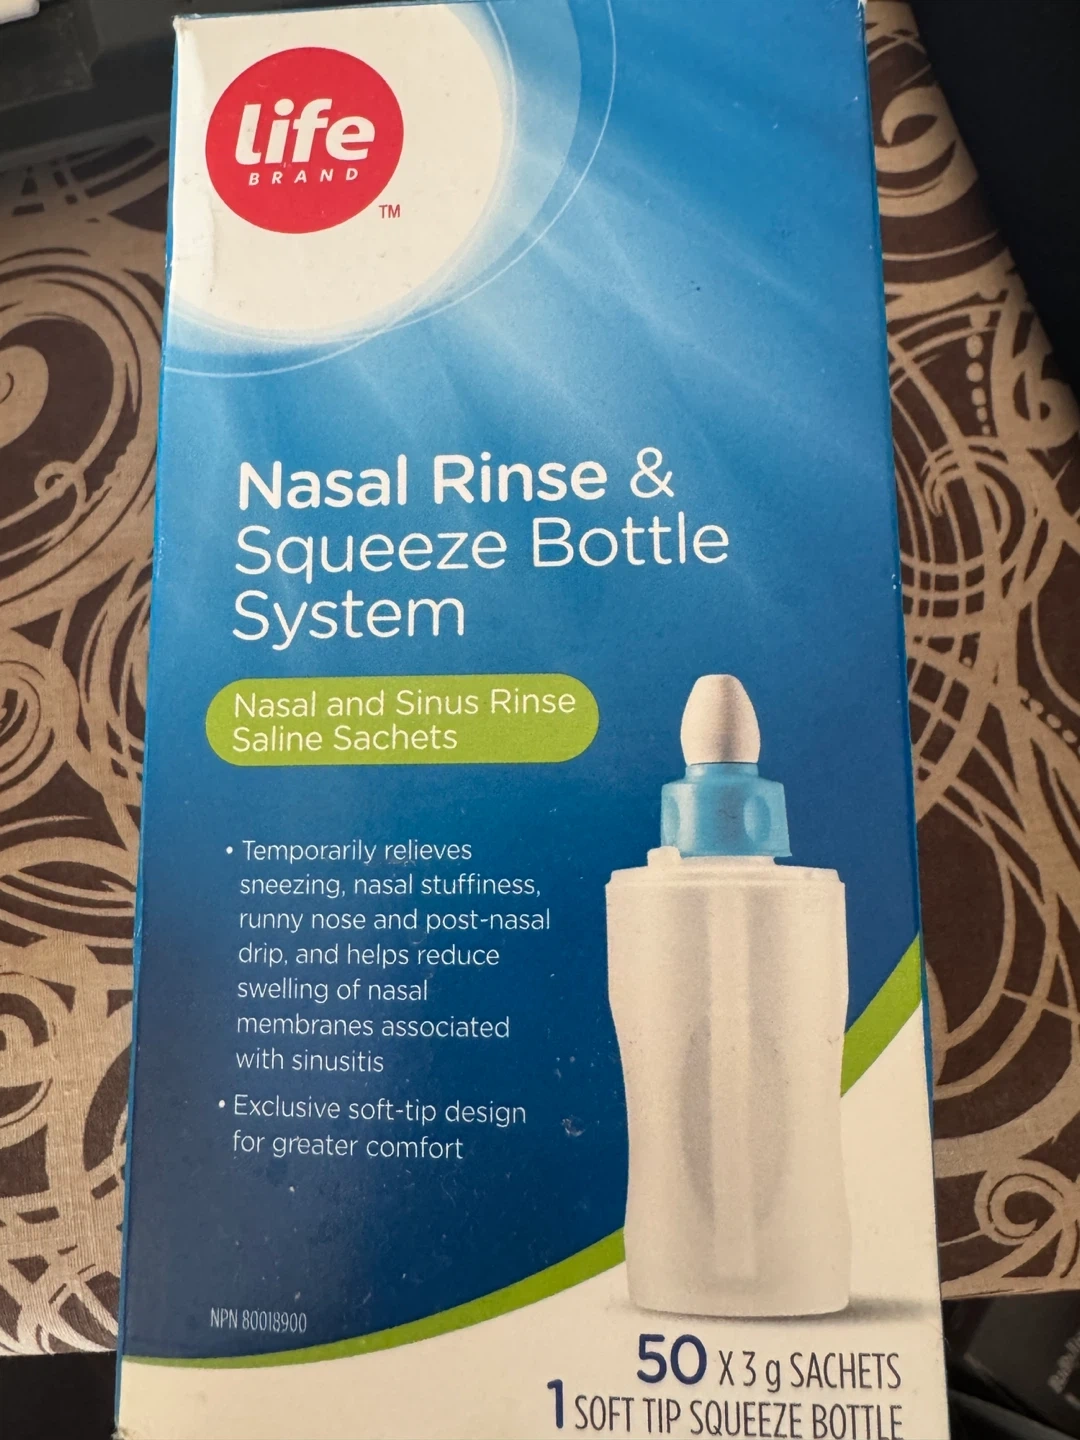 life
BRAND
TM
Nasal Rinse &
Squeeze Bottle
System
Nasal and Sinus Rinse
Saline Sachets
• Temporarily relieves
sneezing, nasal stuffiness,
runny nose and post-nasal
drip, and helps reduce
swelling of nasal
membranes associated
with sinusitis
• Exclusive soft-tip design
for greater comfort
NPN 80018900
50 X 3 g SACHETS
1 SOFT TIP SQUEEZE BOTTLE